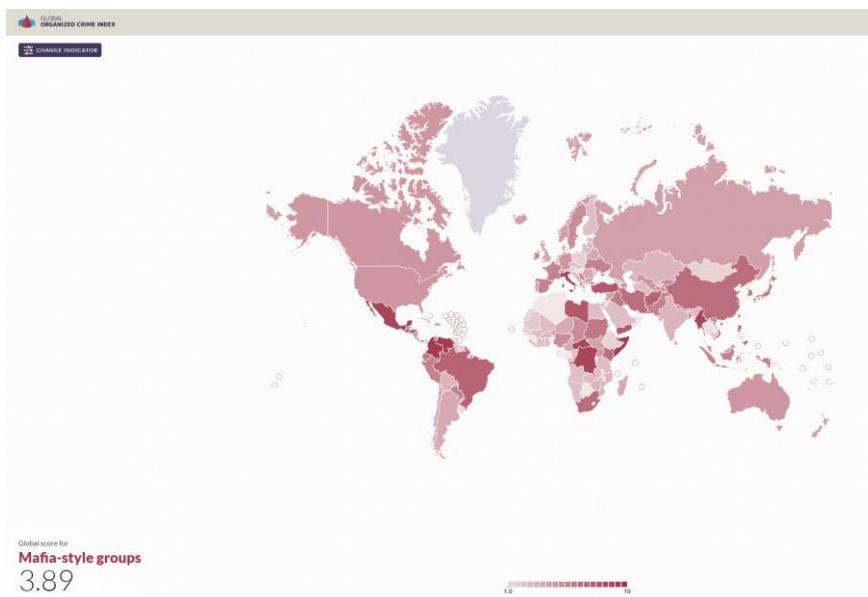 GLOBAL
ORGANIZED CRIME INDEX
CHANGE INDICATOR
Global score for
Mafia-style groups
3.89
1.0 10